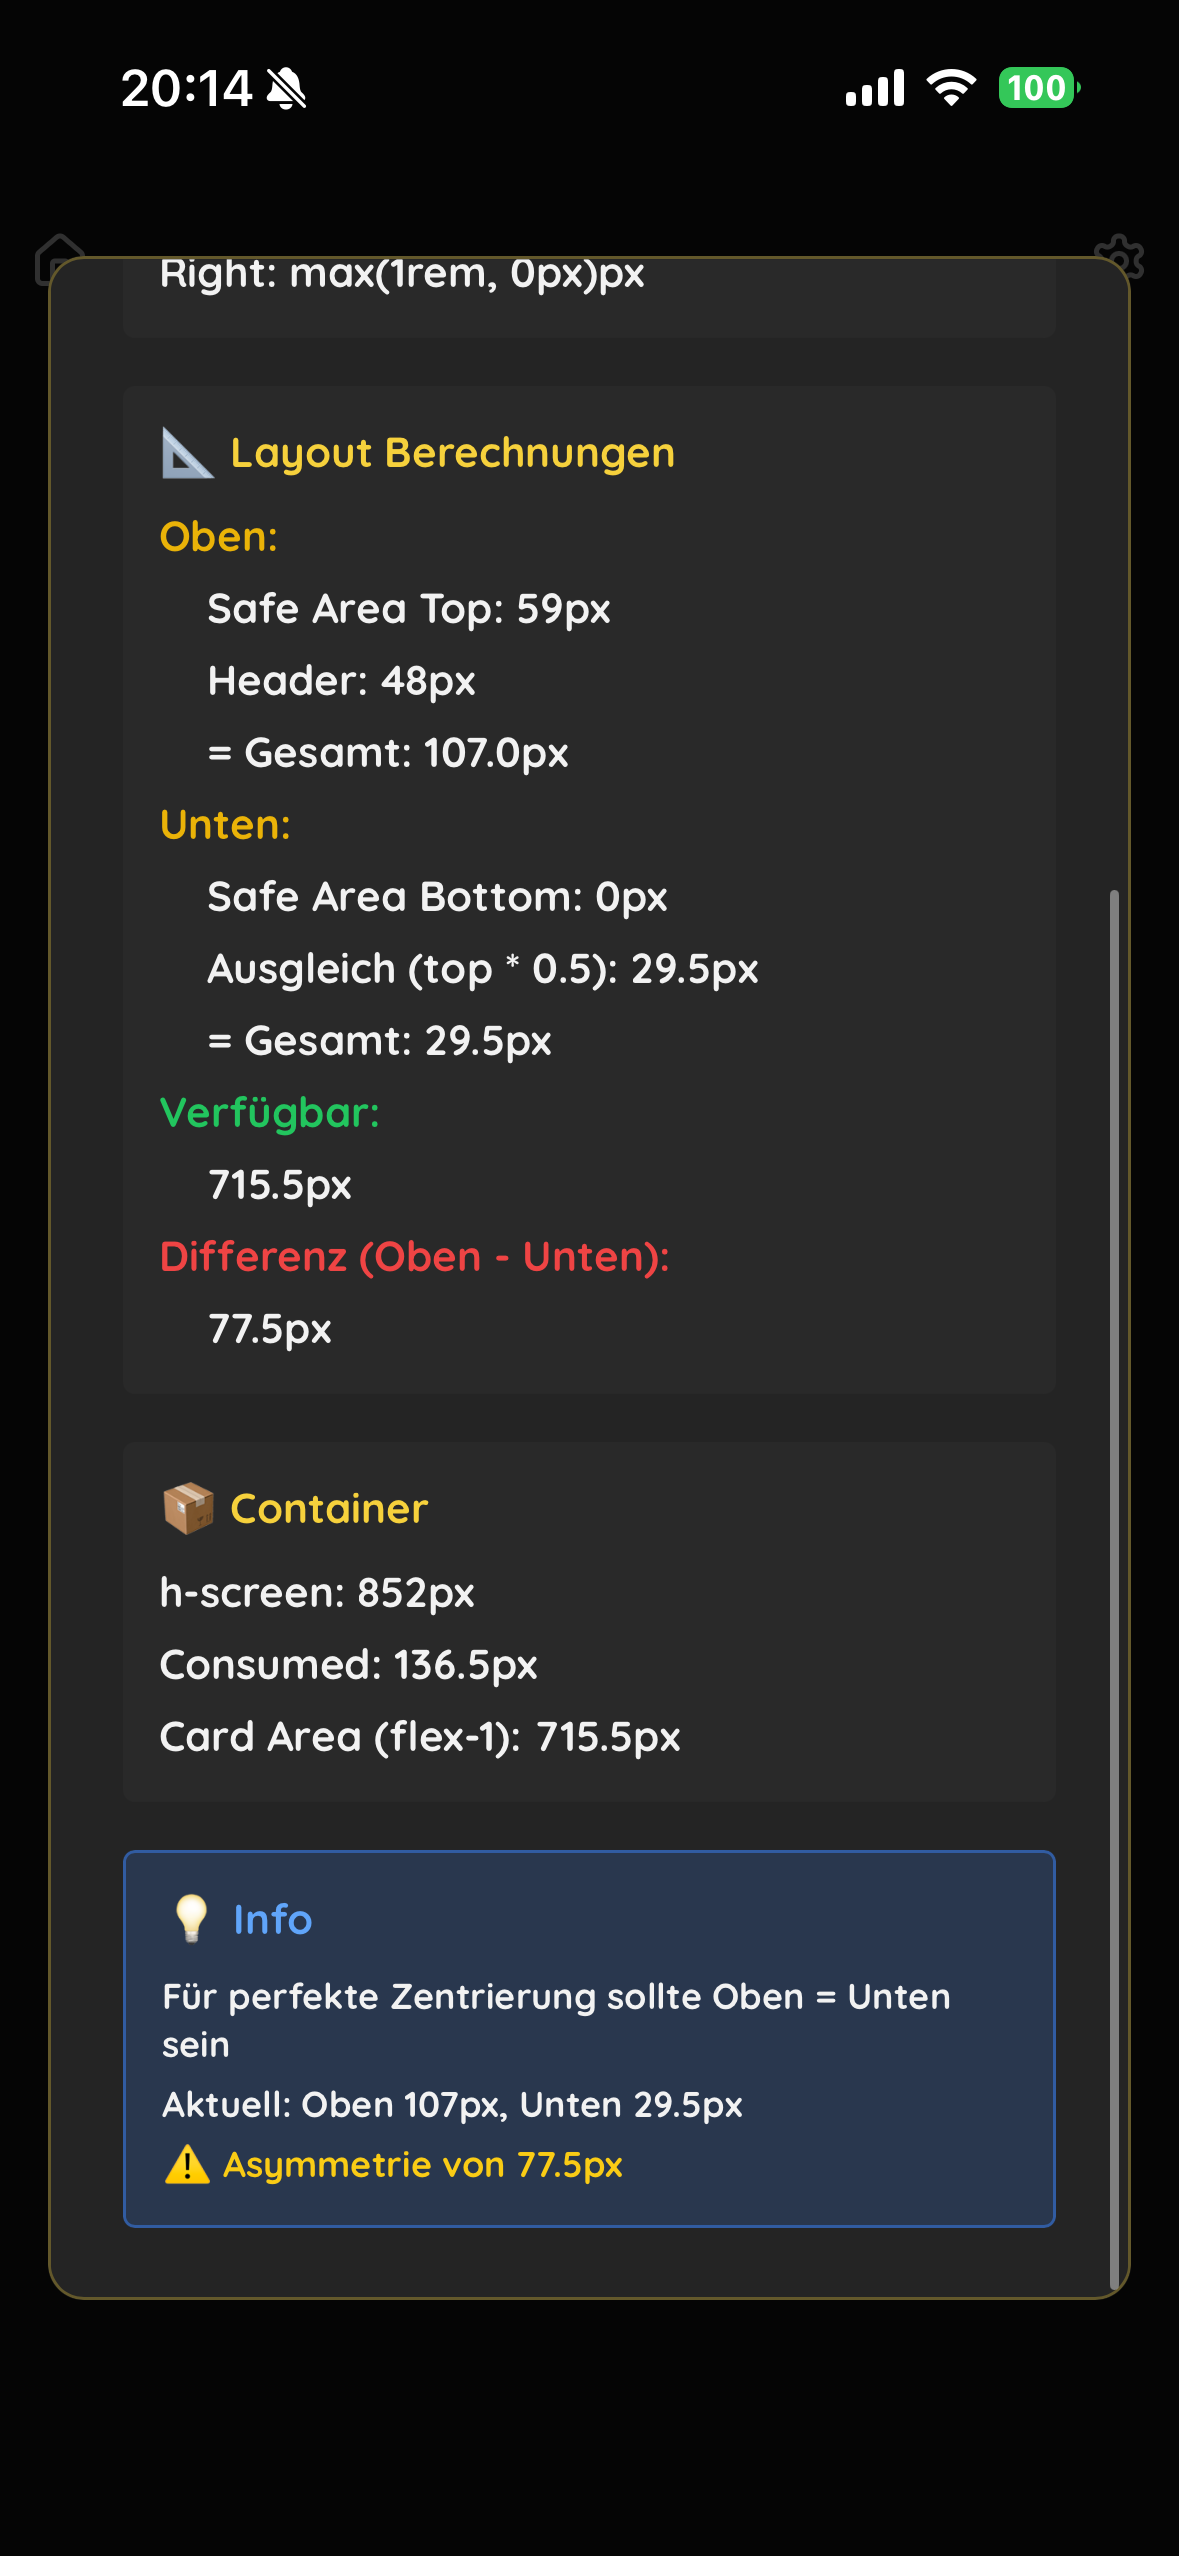 20:14
100
Right: max(1rem, 0px)px
📐 Layout Berechnungen
Oben:
Safe Area Top: 59px
Header: 48px
= Gesamt: 107.0px
Unten:
Safe Area Bottom: 0px
Ausgleich (top * 0.5): 29.5px
= Gesamt: 29.5px
Verfügbar:
715.5px
Differenz (Oben - Unten):
77.5px
📦 Container
h-screen: 852px
Consumed: 136.5px
Card Area (flex-1): 715.5px
💡 Info
Für perfekte Zentrierung sollte Oben = Unten
sein
Aktuell: Oben 107px, Unten 29.5px
⚠️ Asymmetrie von 77.5px